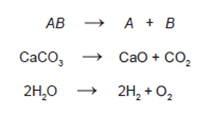 AB → A + B
CaCO₃ → CaO + CO₂
2H₂O → 2H₂ + O₂